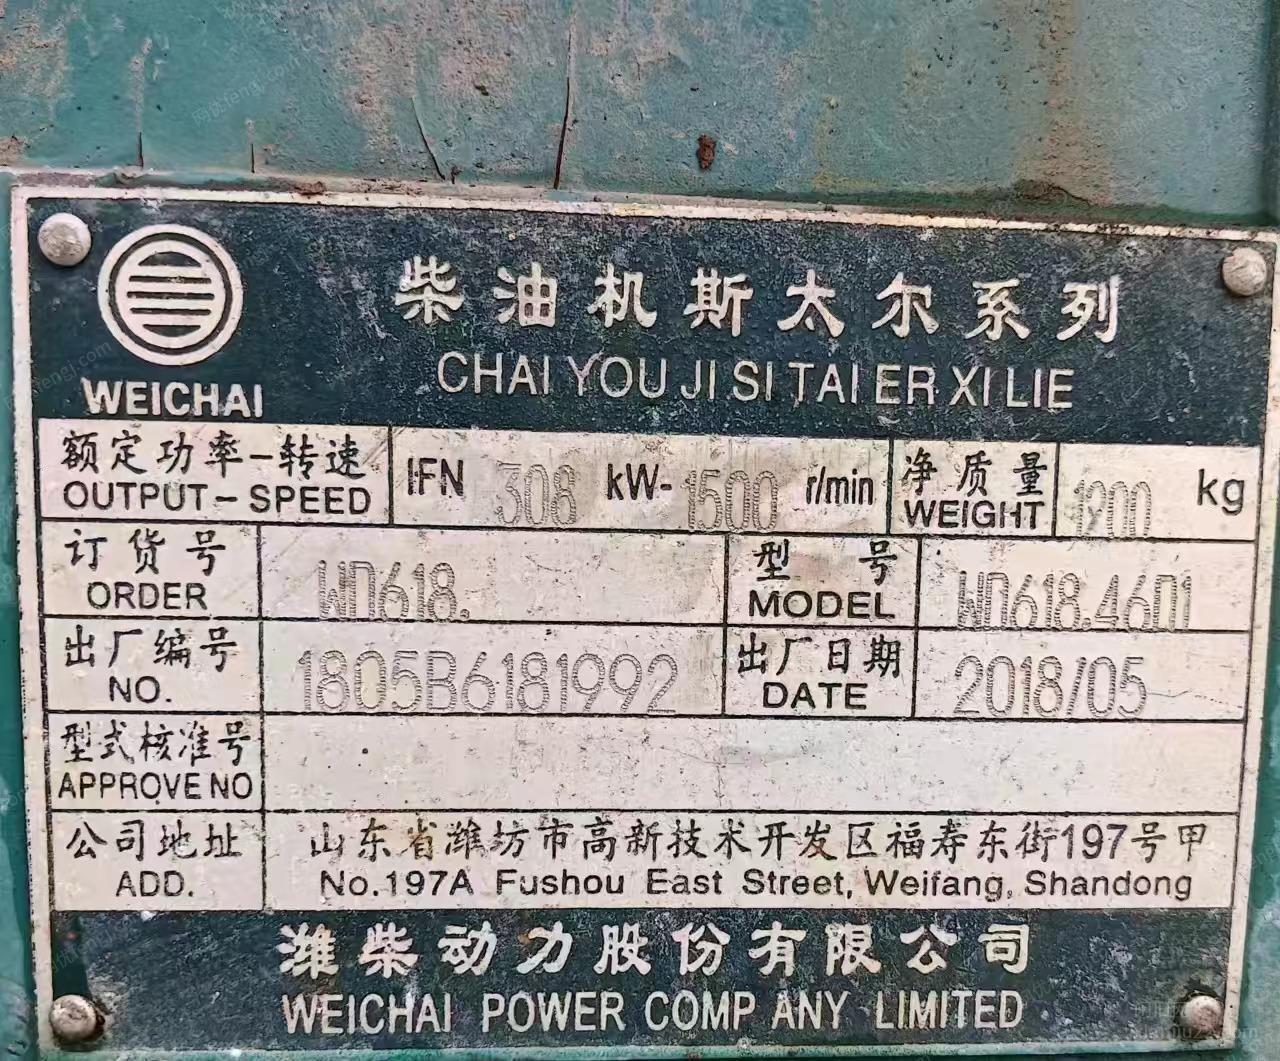 柴油机斯太尔系列
CHAI YOU JI SI TAI ER XI LIE
WEICHAI
额定功率-转速 IFN 308 kW- 1500 r/min 净质量 1200 kg
OUTPUT-SPEED WEIGHT
订货号 WD618. 型号 WD618.46D1
ORDER MODEL
出厂编号 1805B6181992 出厂日期 2018/05
NO. DATE
型式核准号
APPROVE NO
公司地址 山东省潍坊市高新技术开发区福寿东街197号甲
ADD. No.197A Fushou East Street, Weifang, Shandong
潍柴动力股份有限公司
WEICHAI POWER COMP ANY LIMITED